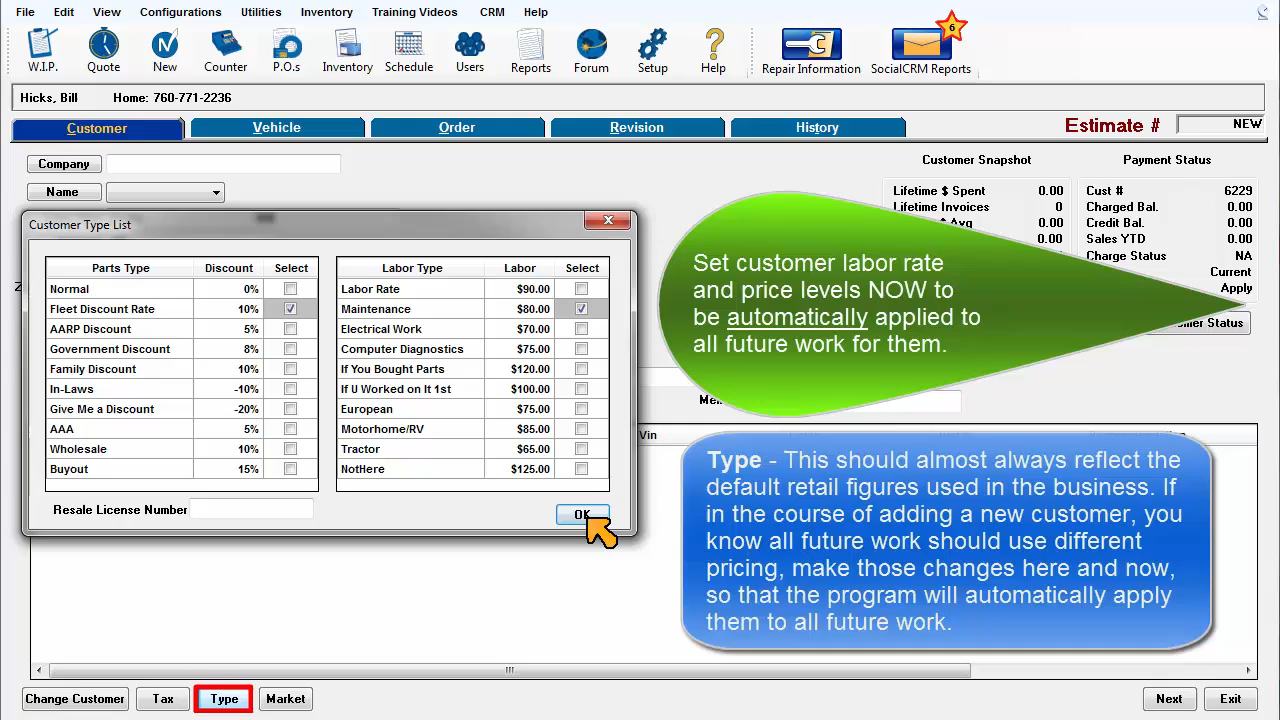 File Edit View Configurations Utilities Inventory Training Videos CRM Help
6
W.I.P. Quote New Counter P.O.s Inventory Schedule Users Reports Forum Setup Help Repair Information SocialCRM Reports
Hicks, Bill Home: 760-771-2236
Customer Vehicle Order Revision History Estimate # NEW
Company
Name
Customer Snapshot Payment Status
Lifetime $ Spent 0.00 Cust # 6229
Lifetime Invoices 0 Charged Bal.  0.00
0.00 Credit Bal. 0.00
0.00 Sales YTD 0.00
Charge Status NA
Current
Apply
Status
Customer Type List
Parts Type Discount Select Labor Type Labor Select
Normal 0% Labor Rate $90.00
Fleet Discount Rate 10% Maintenance $80.00
AARP Discount 5% Electrical Work $70.00
Government Discount 8% Computer Diagnostics $75.00
Family Discount 10% If You Bought Parts $120.00
In-Laws -10% If U Worked on It 1st $100.00
Give Me a Discount -20% European $75.00
AAA 5% Motorhome/RV $85.00
Wholesale 10% Tractor $65.00
Buyout 15% NotHere $125.00
Resale License Number
OK
Set customer labor rate
and price levels NOW to
be automatically applied to
all future work for them.
Vin
Type - This should almost always reflect the
default retail figures used in the business. If
in the course of adding a new customer, you
know all future work should use different
pricing, make those changes here and now,
so that the program will automatically apply
them to all future work.
Change Customer Tax Type Market Next Exit